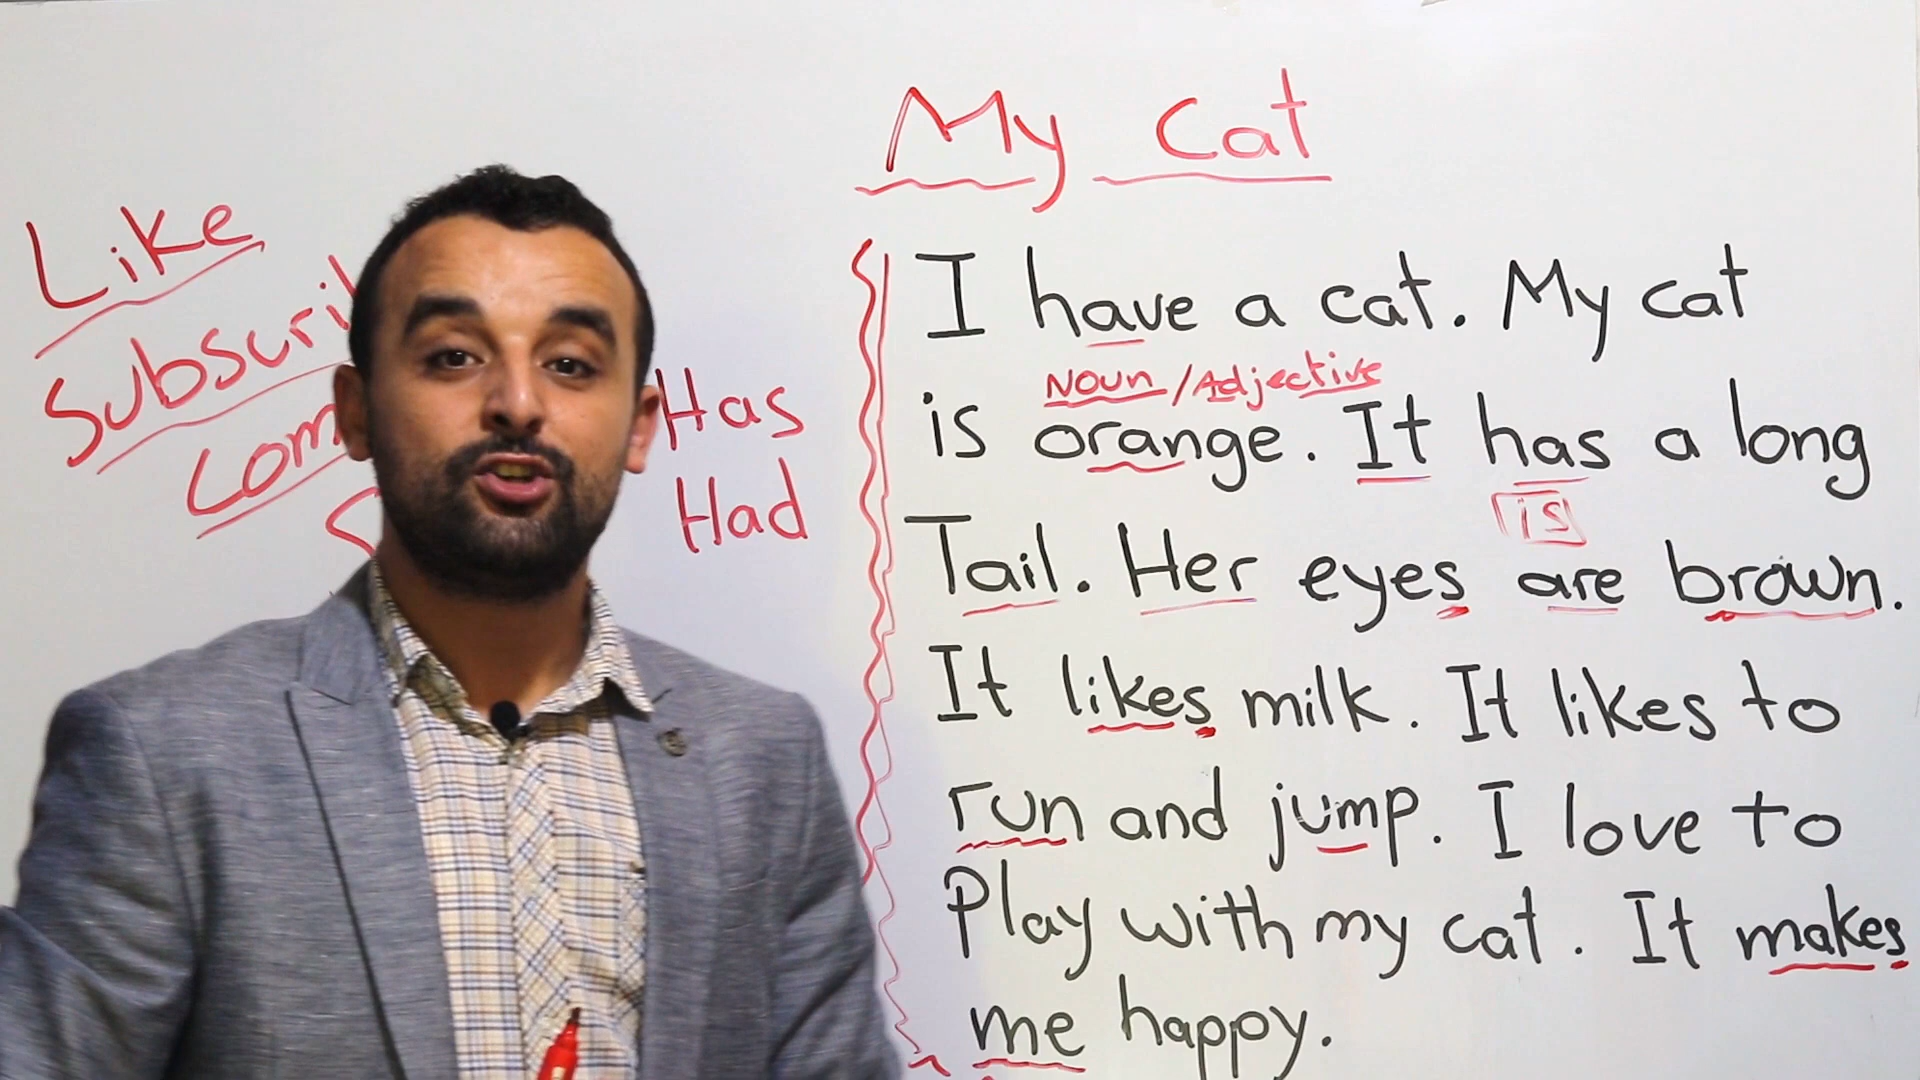 Like
Has
Had
My Cat
I have a cat. My cat
Noun / Adjective
is orange. It has a long
is
Tail. Her eyes are brown.
It likes milk. It likes to
run and jump. I love to
Play with my cat. It makes
me happy.